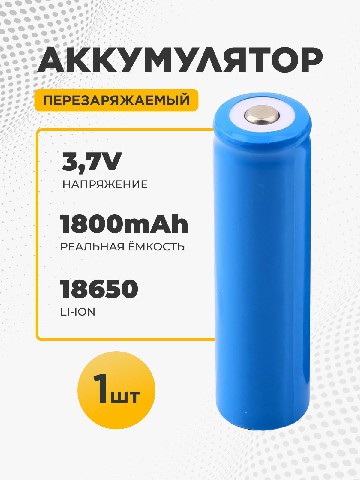 АККУМУЛЯТОР
ПЕРЕЗАРЯЖАЕМЫЙ
3,7V
НАПРЯЖЕНИЕ
1800mAh
РЕАЛЬНАЯ ЁМКОСТЬ
18650
LI-ION
1шт